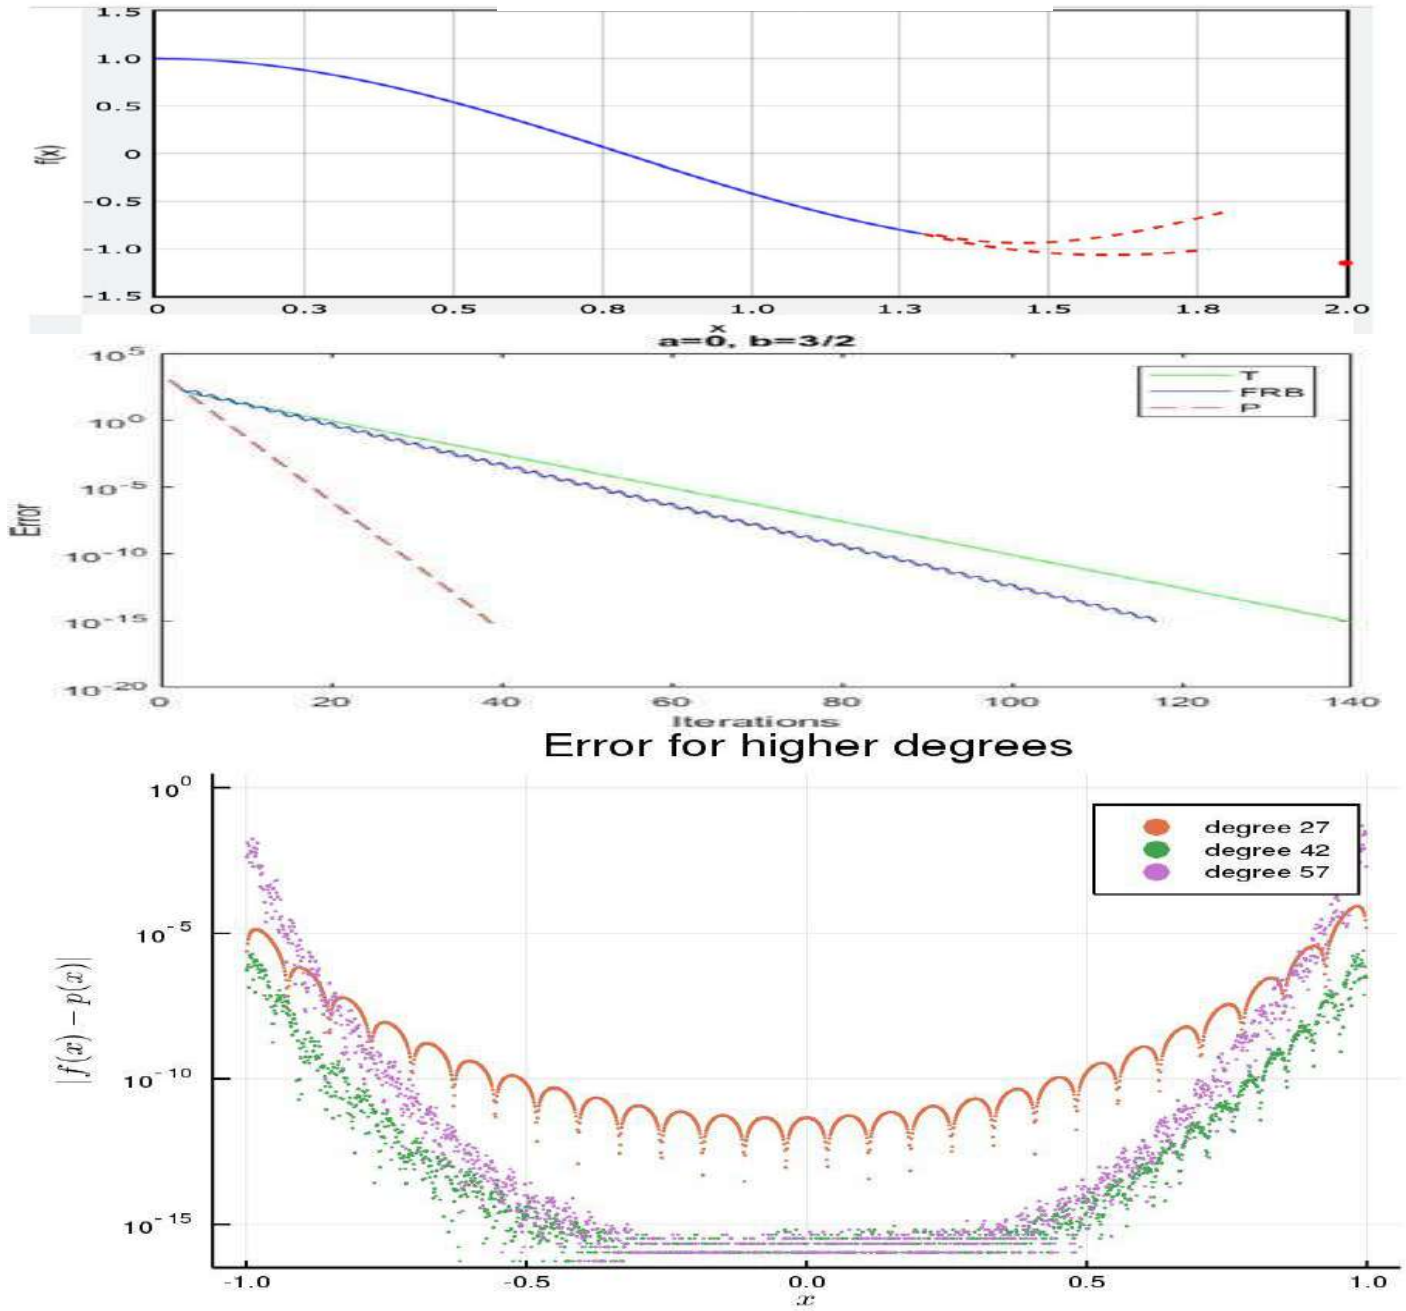 1.5
1.0
0.5
0
-0.5
-1.0
-1.5
f(x)
0 0.3 0.5 0.8 1.0 1.3 1.5 1.8 2.0
x
a=0, b=3/2
10^5
10^0
10^-5
10^-10
10^-15
10^-20
Error
T
FRB
P
0 20 40 60 80 100 120 140
Iterations
Error for higher degrees
10^0
10^-5
10^-10
10^-15
|f(x) − p(x)|
degree 27
degree 42
degree 57
-1.0 -0.5 0.0 0.5 1.0
x